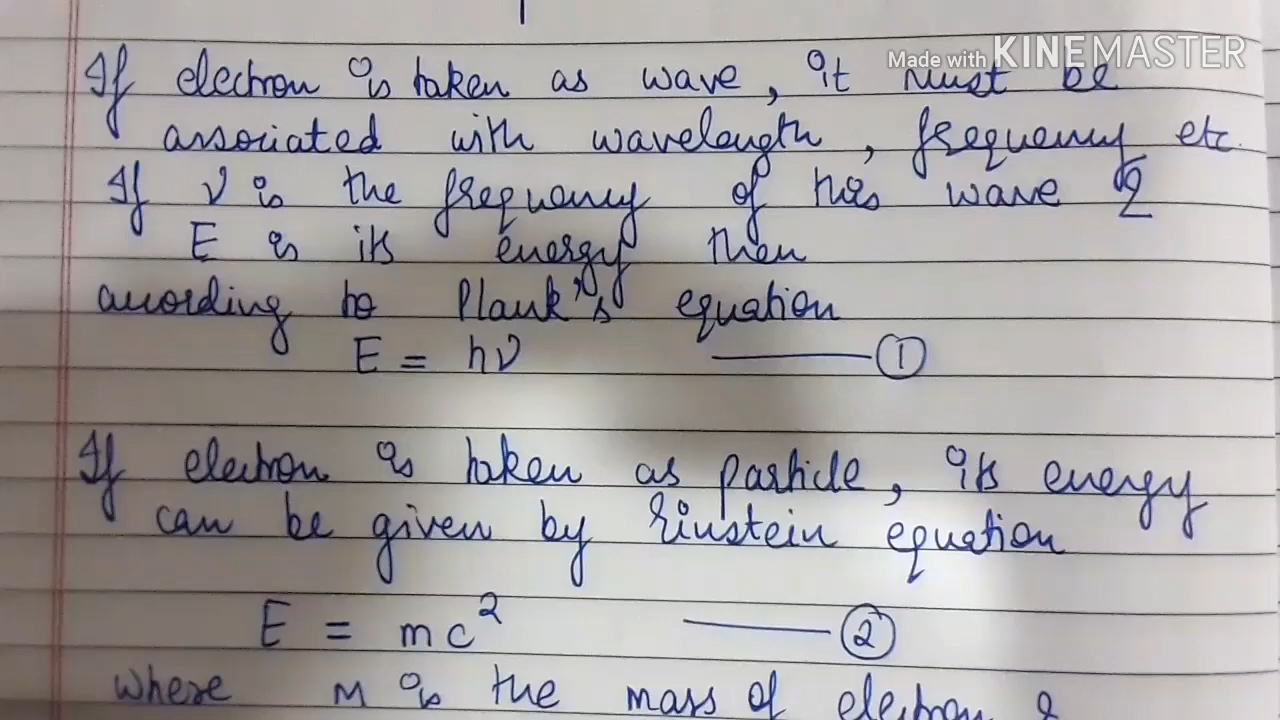 Made with KINEMASTER
If electron is taken as wave, it must be
associated with wavelength, frequency etc.
If ν is the frequency of this wave &
E is its energy then
according to Plank's equation
E = hν ——— ①
If electron is taken as particle, its energy
can be given by Einstein equation
E = mc² ——— ②
where m is the mass of electron &